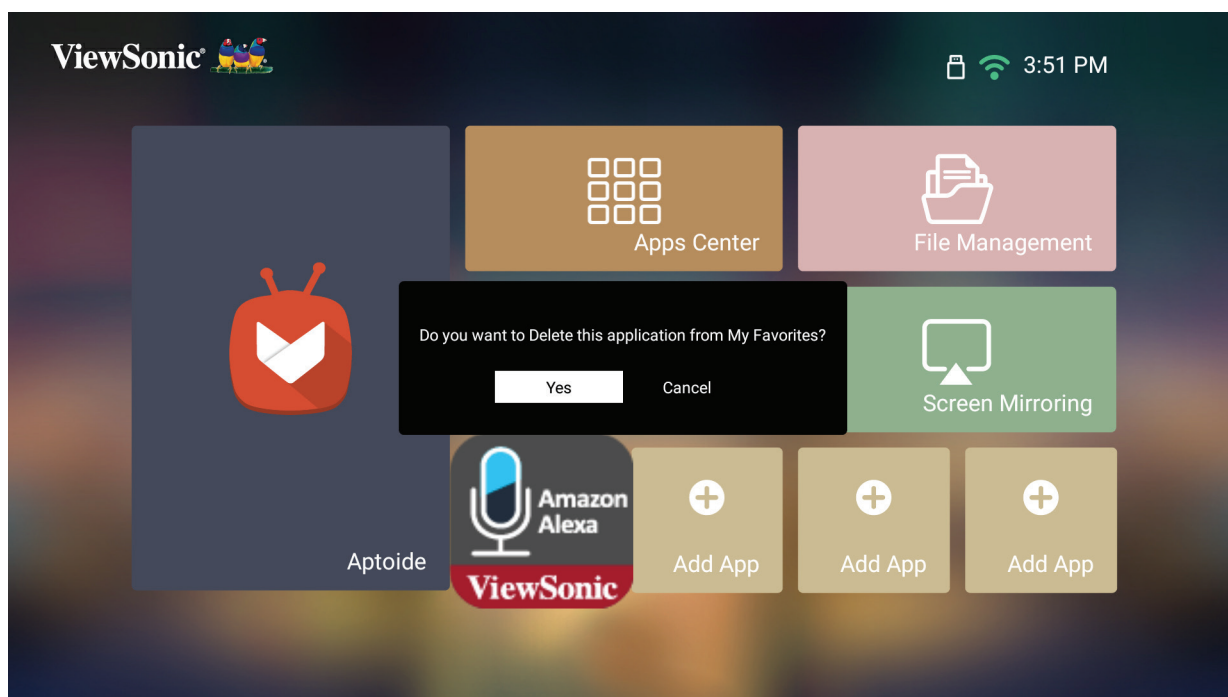 ViewSonic®
3:51 PM
Apps Center
File Management
Do you want to Delete this application from My Favorites?
Yes
Cancel
Screen Mirroring
Aptoide
Amazon
Alexa
ViewSonic
Add App
Add App
Add App